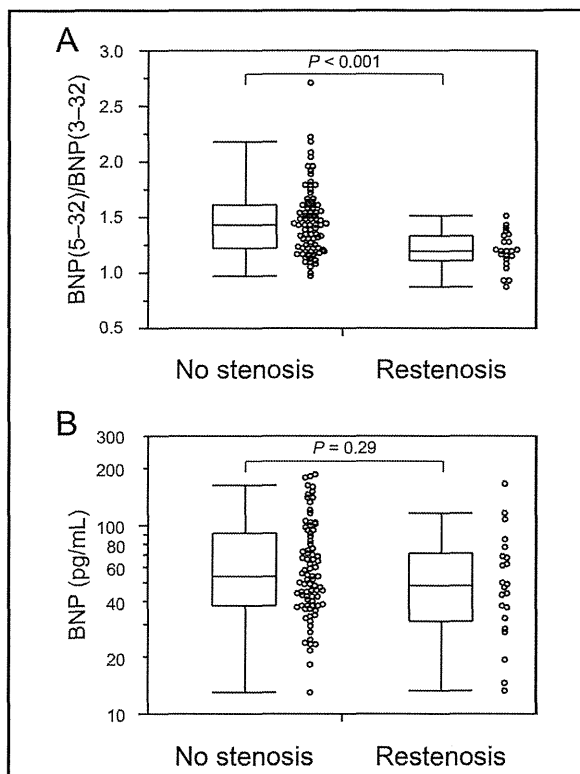 A
BNP(5–32)/BNP(3–32)
3.0
2.5
2.0
1.5
1.0
0.5
P < 0.001
No stenosis Restenosis
B
BNP (pg/mL)
300
200
100
80
60
40
20
10
P = 0.29
No stenosis Restenosis